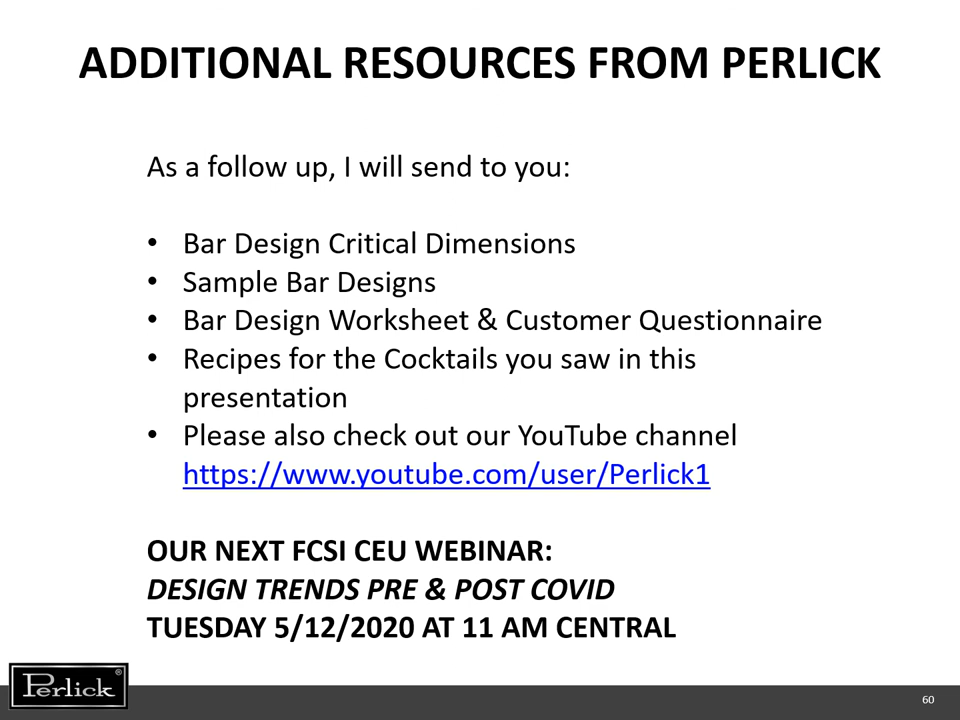 ADDITIONAL RESOURCES FROM PERLICK
As a follow up, I will send to you:
• Bar Design Critical Dimensions
• Sample Bar Designs
• Bar Design Worksheet & Customer Questionnaire
• Recipes for the Cocktails you saw in this
presentation
• Please also check out our YouTube channel
https://www.youtube.com/user/Perlick1
OUR NEXT FCSI CEU WEBINAR:
DESIGN TRENDS PRE & POST COVID
TUESDAY 5/12/2020 AT 11 AM CENTRAL
Perlick®
60